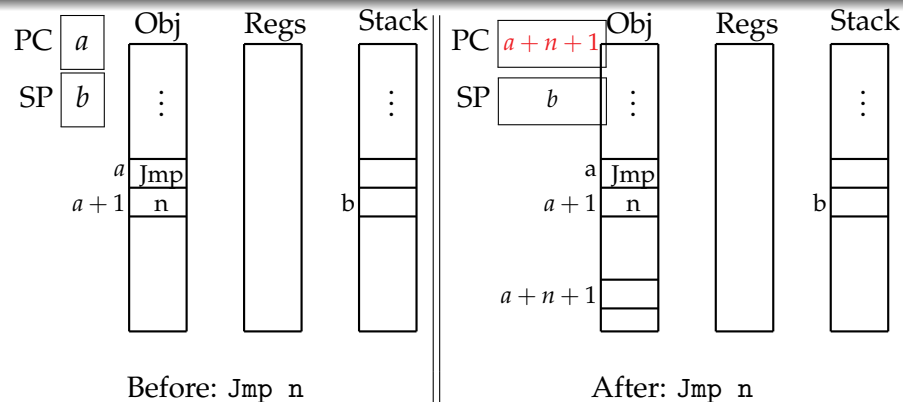 Obj Regs Stack
PC a
SP b
⋮ ⋮
a Jmp
a + 1 n b
Before: Jmp n
Obj Regs Stack
PC a + n + 1
SP b
⋮ ⋮
a Jmp
a + 1 n b
a + n + 1
After: Jmp n